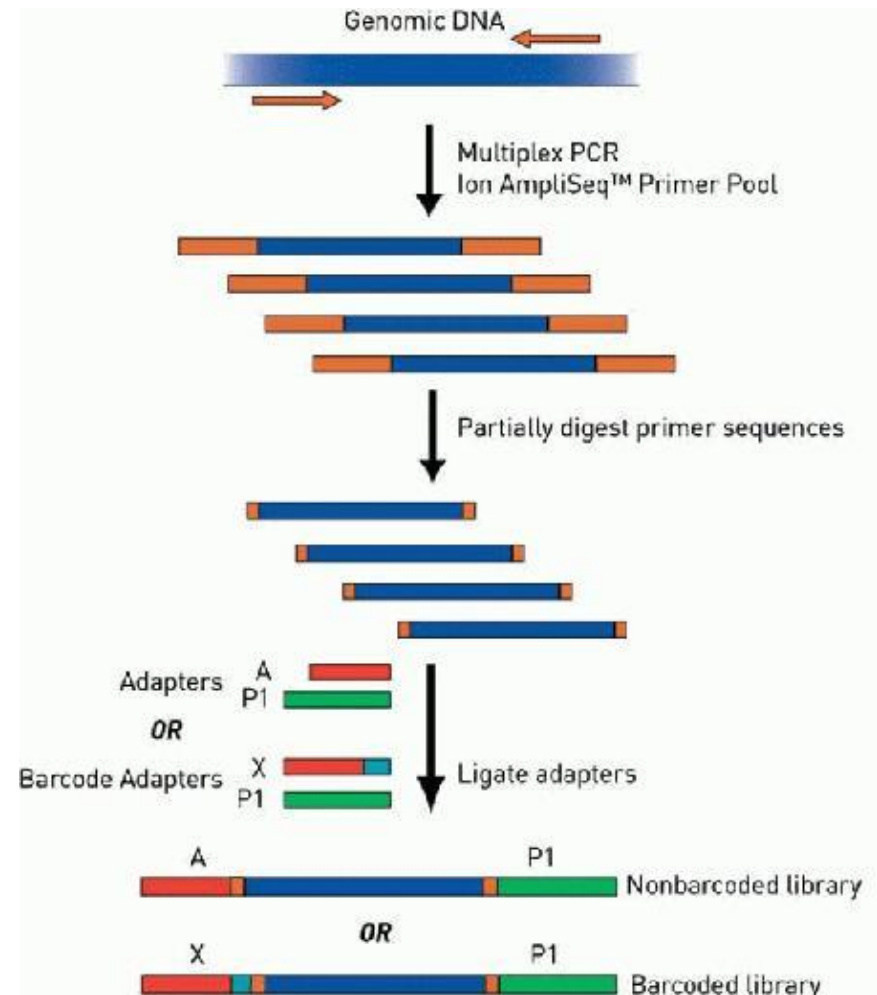 Genomic DNA
Multiplex PCR
Ion AmpliSeq™ Primer Pool
Partially digest primer sequences
Adapters
A
P1
OR
Barcode Adapters
X
P1
Ligate adapters
A
P1
Nonbarcoded library
OR
X
P1
Barcoded library